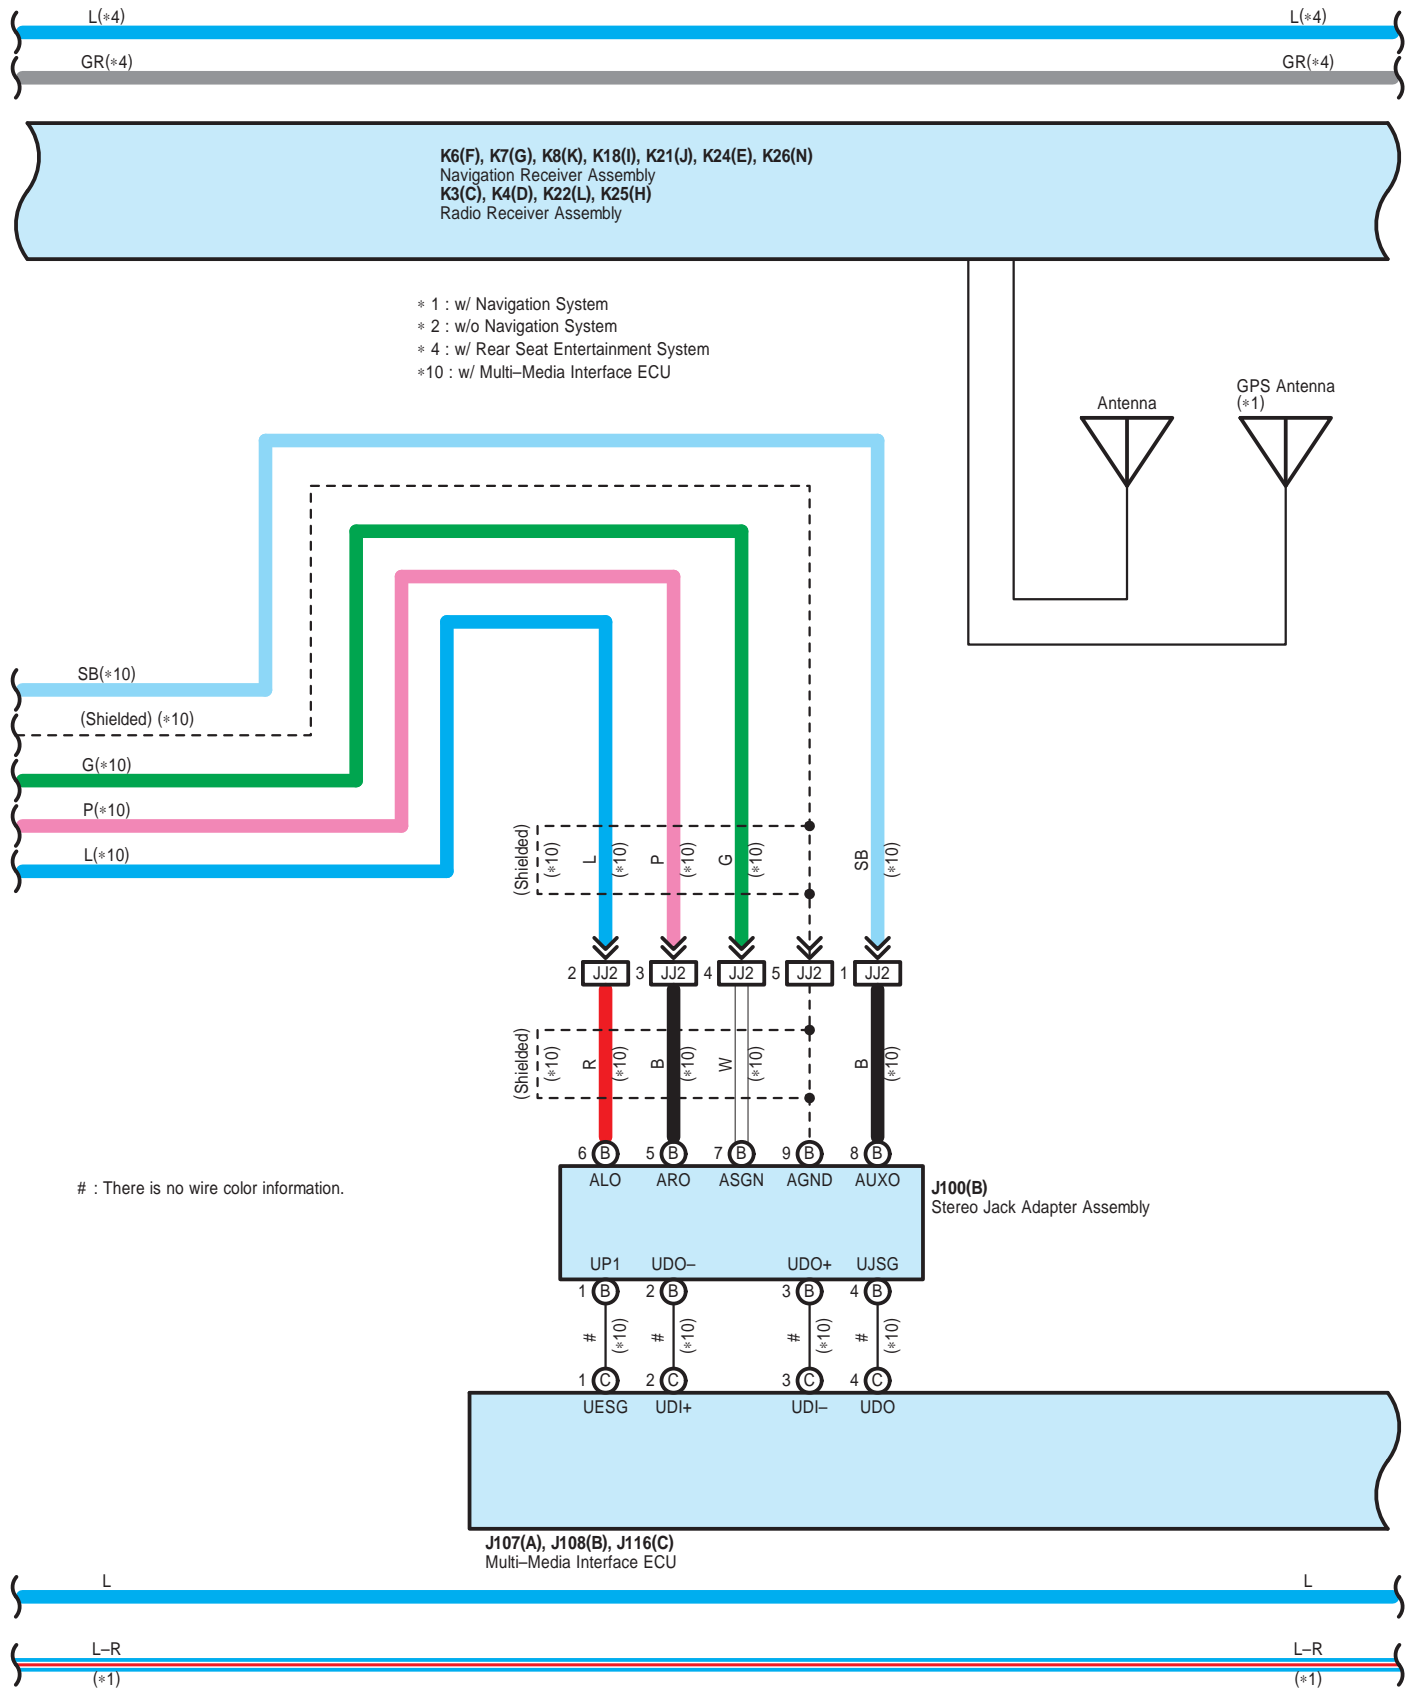 L(*4) L(*4)
GR(*4) GR(*4)
K6(F), K7(G), K8(K), K18(I), K21(J), K24(E), K26(N)
Navigation Receiver Assembly
K3(C), K4(D), K22(L), K25(H)
Radio Receiver Assembly
* 1 : w/ Navigation System
* 2 : w/o Navigation System
* 4 : w/ Rear Seat Entertainment System
*10 : w/ Multi–Media Interface ECU
Antenna
GPS Antenna
(*1)
SB(*10)
(Shielded) (*10)
G(*10)
P(*10)
L(*10)
(Shielded) (*10) L (*10) P (*10) G (*10) SB (*10)
2 JJ2 3 JJ2 4 JJ2 5 JJ2 1 JJ2
(Shielded) (*10) R (*10) B (*10) W (*10) B (*10)
6 B 5 B 7 B 9 B 8 B
ALO ARO ASGN AGND AUXO
# : There is no wire color information.
J100(B)
Stereo Jack Adapter Assembly
UP1 UDO– UDO+ UJSG
1 B 2 B 3 B 4 B
# (*10) # (*10) # (*10) # (*10)
1 C 2 C 3 C 4 C
UESG UDI+ UDI– UDO
J107(A), J108(B), J116(C)
Multi–Media Interface ECU
L L
L–R L–R
(*1) (*1)